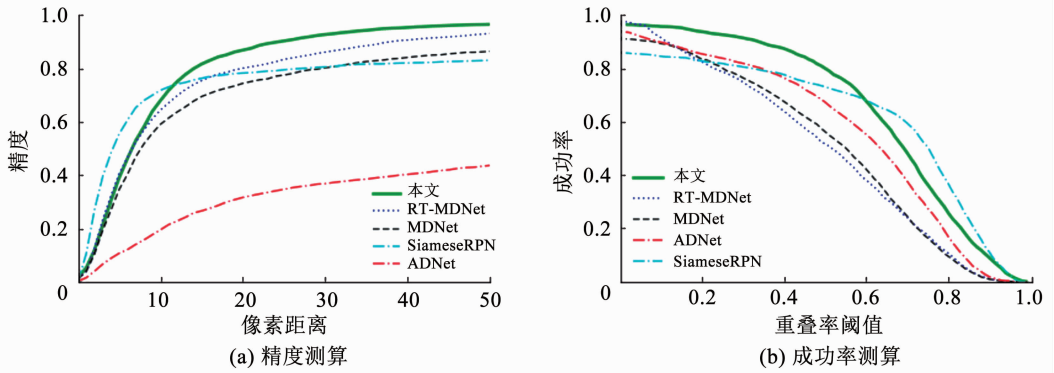 1.0
0.8
0.6
0.4
0.2
0
精度
本文
RT-MDNet
MDNet
SiameseRPN
ADNet
10 20 30 40 50
像素距离
(a) 精度测算
1.0
0.8
0.6
0.4
0.2
0
成功率
本文
RT-MDNet
MDNet
ADNet
SiameseRPN
0.2 0.4 0.6 0.8 1.0
重叠率阈值
(b) 成功率测算